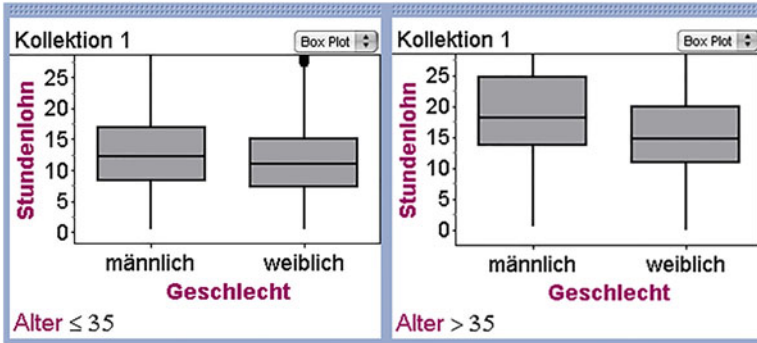 Kollektion 1
Box Plot
Stundenlohn
25
20
15
10
5
0
männlich weiblich
Geschlecht
Alter ≤ 35
Kollektion 1
Box Plot
Stundenlohn
25
20
15
10
5
0
männlich weiblich
Geschlecht
Alter > 35